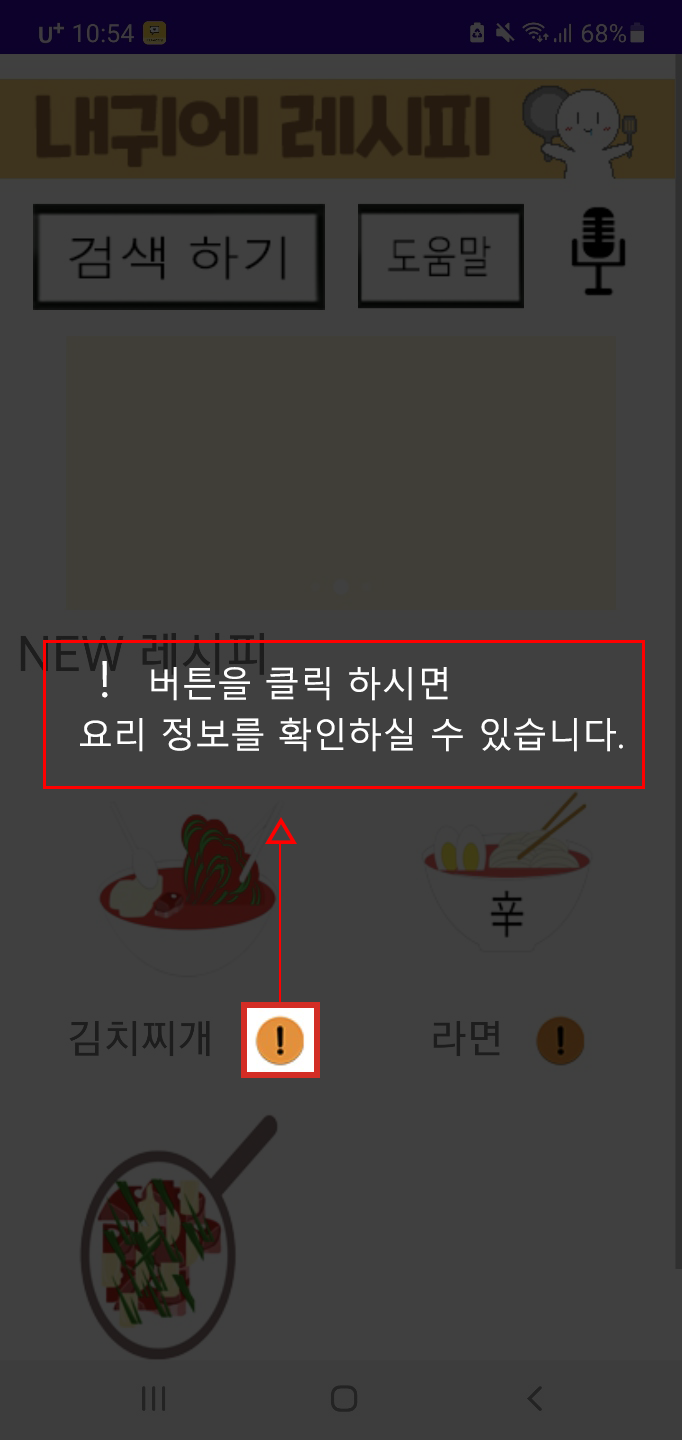 U+ 10:54 68%
내귀에 레시피
검색 하기 도움말
NEW 레시피
! 버튼을 클릭 하시면
요리 정보를 확인하실 수 있습니다.
辛
김치찌개 ! 라면 !